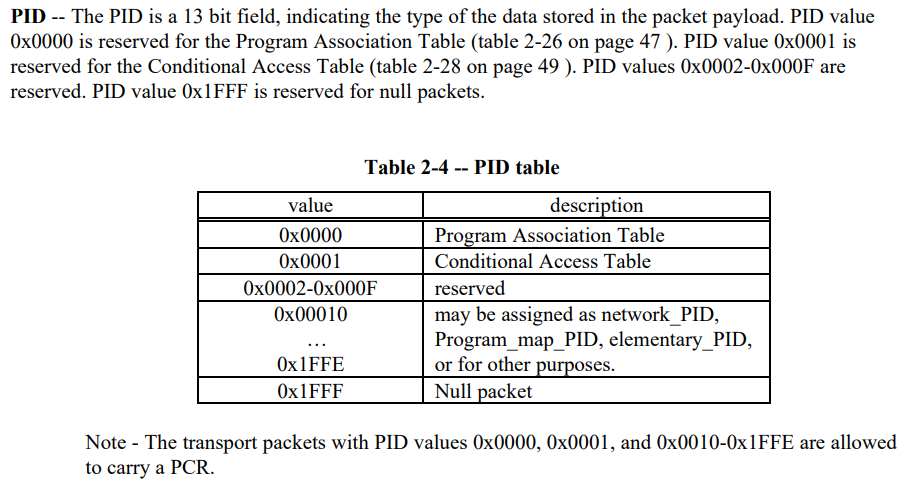 PID -- The PID is a 13 bit field, indicating the type of the data stored in the packet payload. PID value
0x0000 is reserved for the Program Association Table (table 2-26 on page 47 ). PID value 0x0001 is
reserved for the Conditional Access Table (table 2-28 on page 49 ). PID values 0x0002-0x000F are
reserved. PID value 0x1FFF is reserved for null packets.
Table 2-4 -- PID table
value description
0x0000 Program Association Table
0x0001 Conditional Access Table
0x0002-0x000F reserved
0x00010 may be assigned as network_PID,
… Program_map_PID, elementary_PID,
0x1FFE or for other purposes.
0x1FFF Null packet
Note - The transport packets with PID values 0x0000, 0x0001, and 0x0010-0x1FFE are allowed
to carry a PCR.